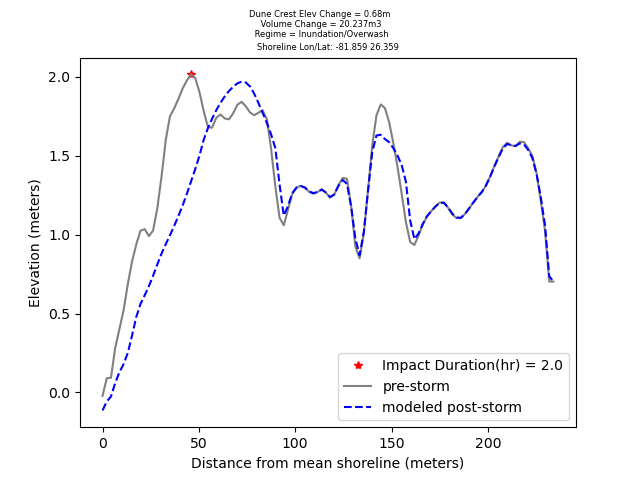 Dune Crest Elev Change = 0.68m
Volume Change = 20.237m3
Regime = Inundation/Overwash
Shoreline Lon/Lat: -81.859 26.359
2.0
1.5
1.0
0.5
0.0
Elevation (meters)
Impact Duration(hr) = 2.0
pre-storm
modeled post-storm
0 50 100 150 200
Distance from mean shoreline (meters)